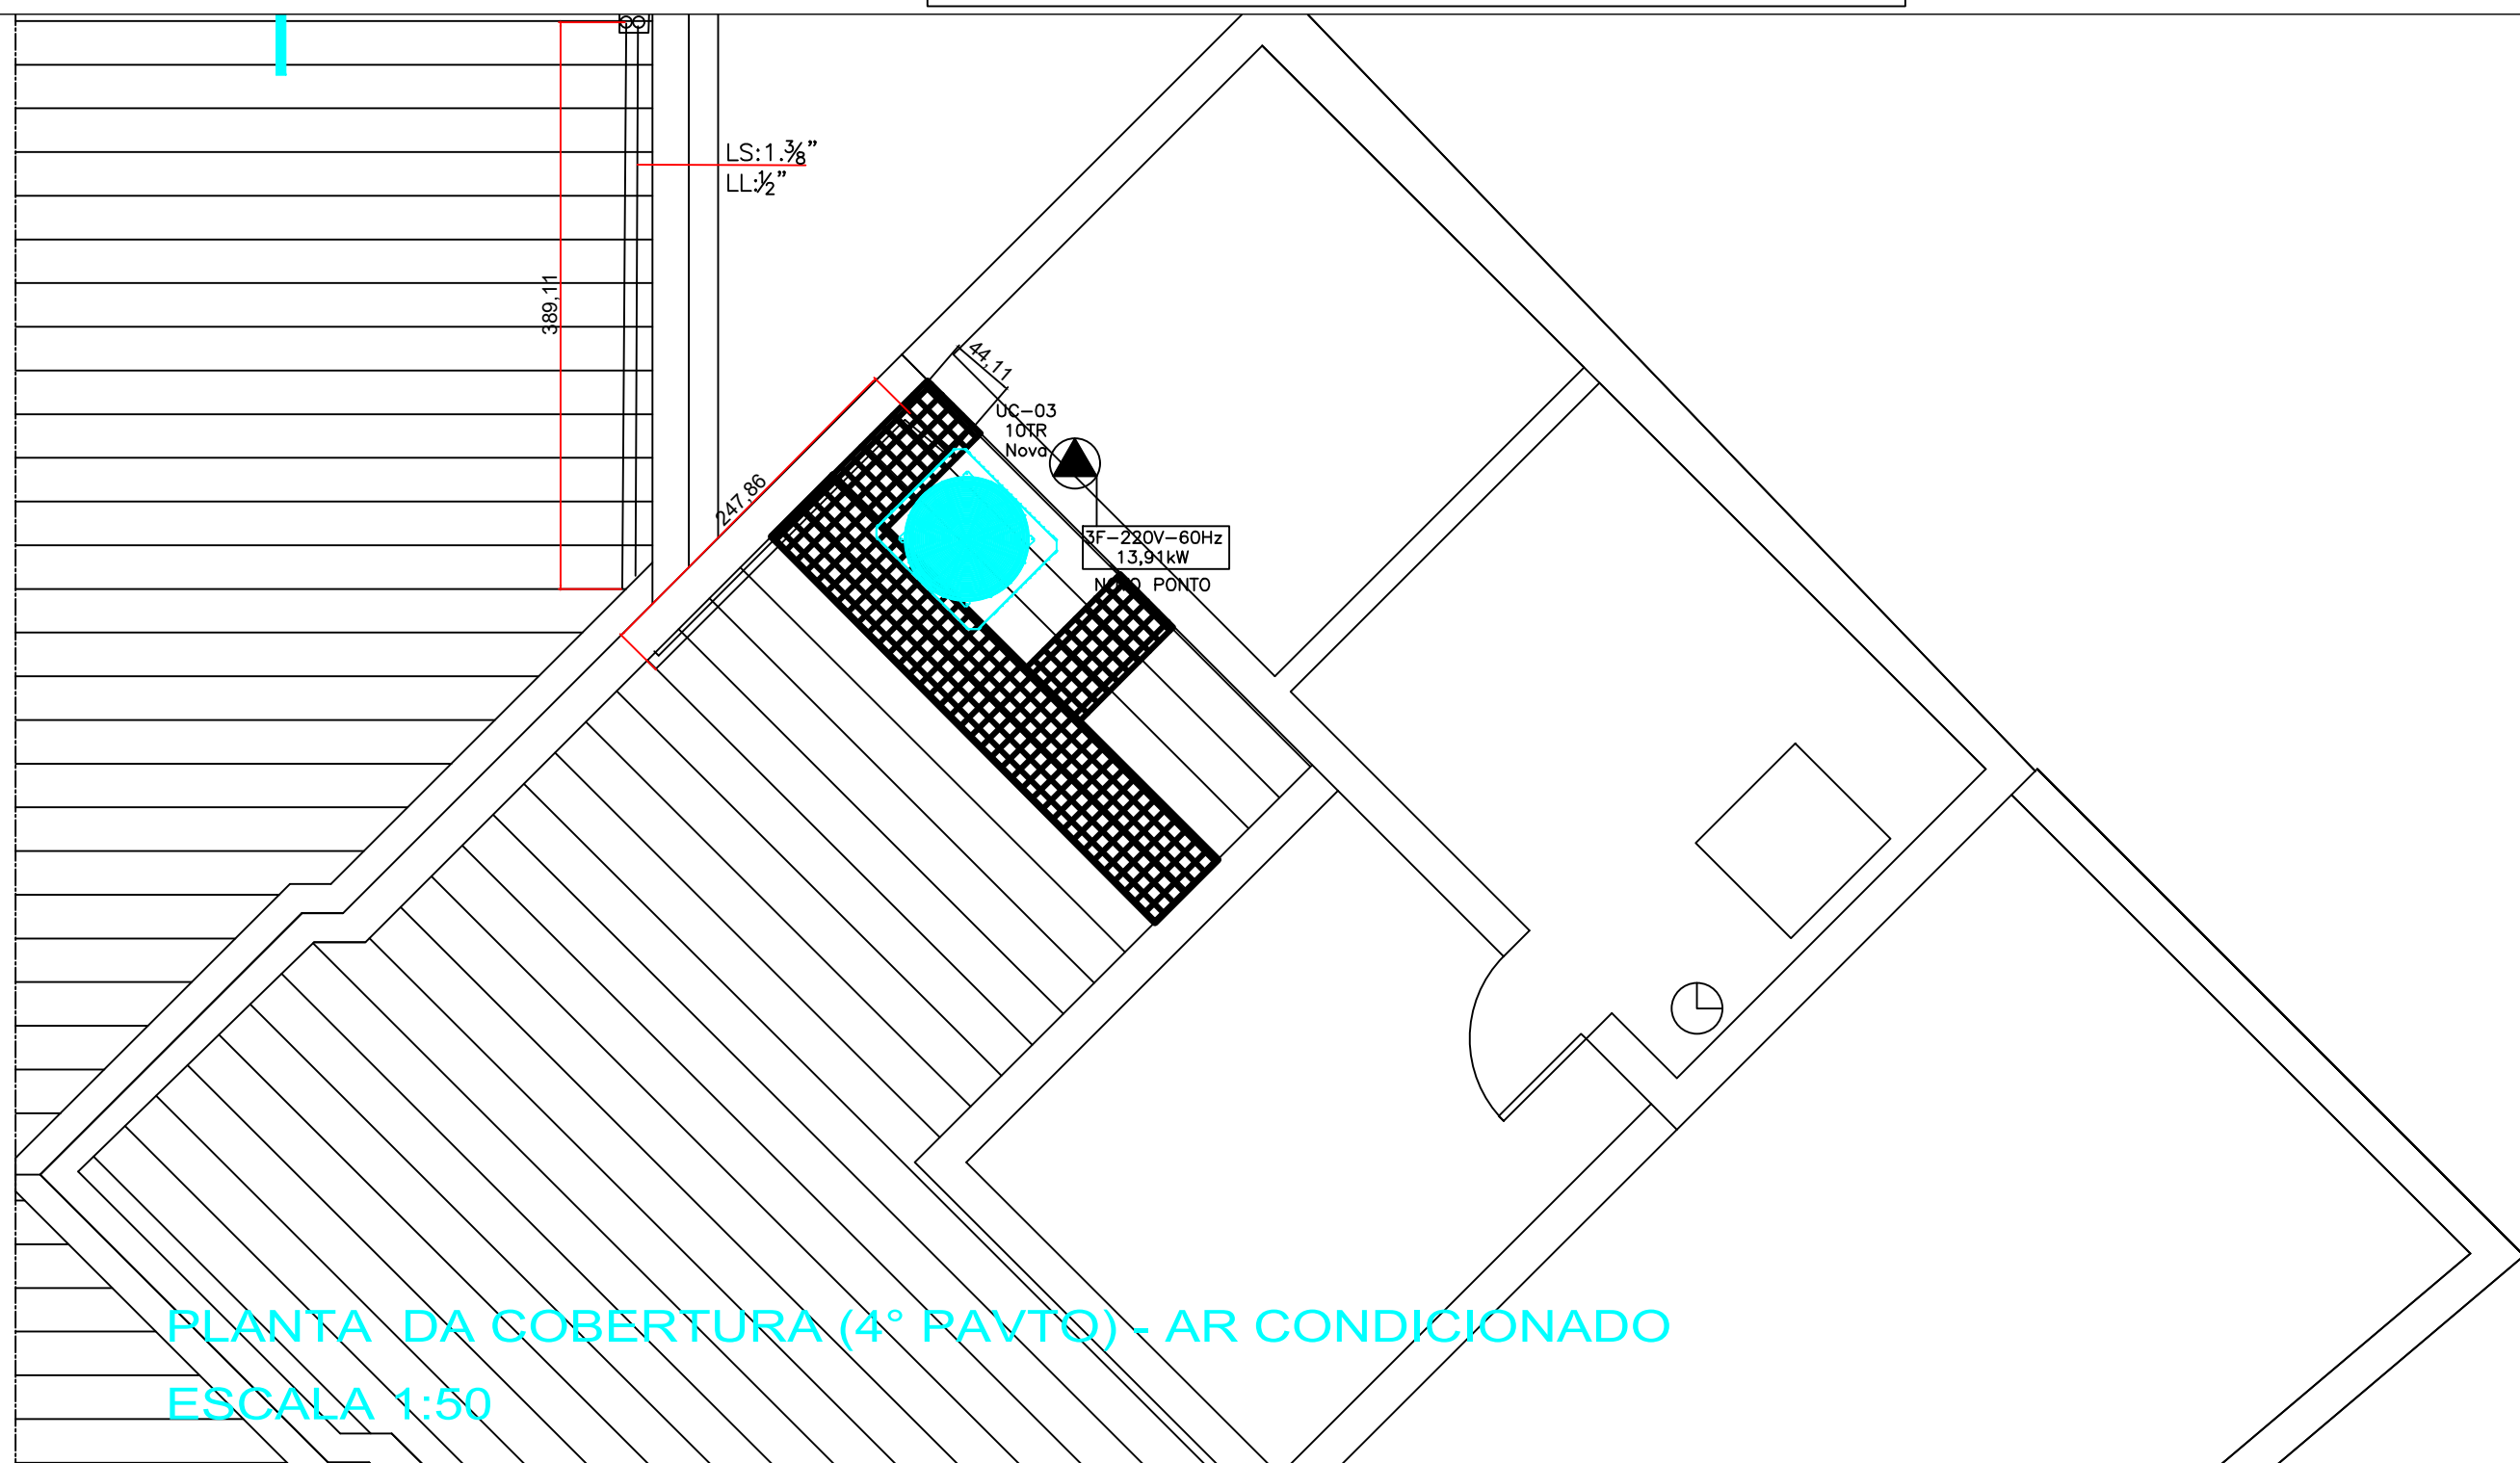 LS:1.⅜”
LL:½”
389,11
44,11
UC-03
10TR
Nova
247,86
3F-220V-60Hz
13,91kW
NOVO PONTO
PLANTA DA COBERTURA (4° PAVTO) - AR CONDICIONADO
ESCALA 1:50